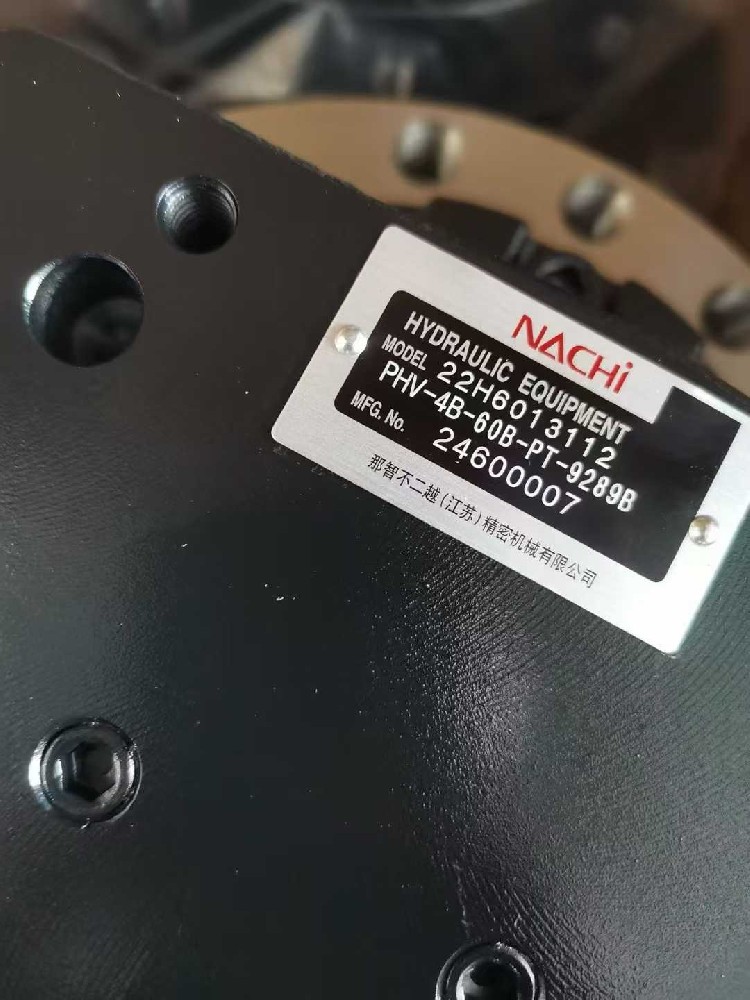 NACHi
HYDRAULIC EQUIPMENT
MODEL 22H6013112
PHV-4B-60B-PT-9289B
MFG. No. 24600007
那智不二越(江苏)精密机械有限公司